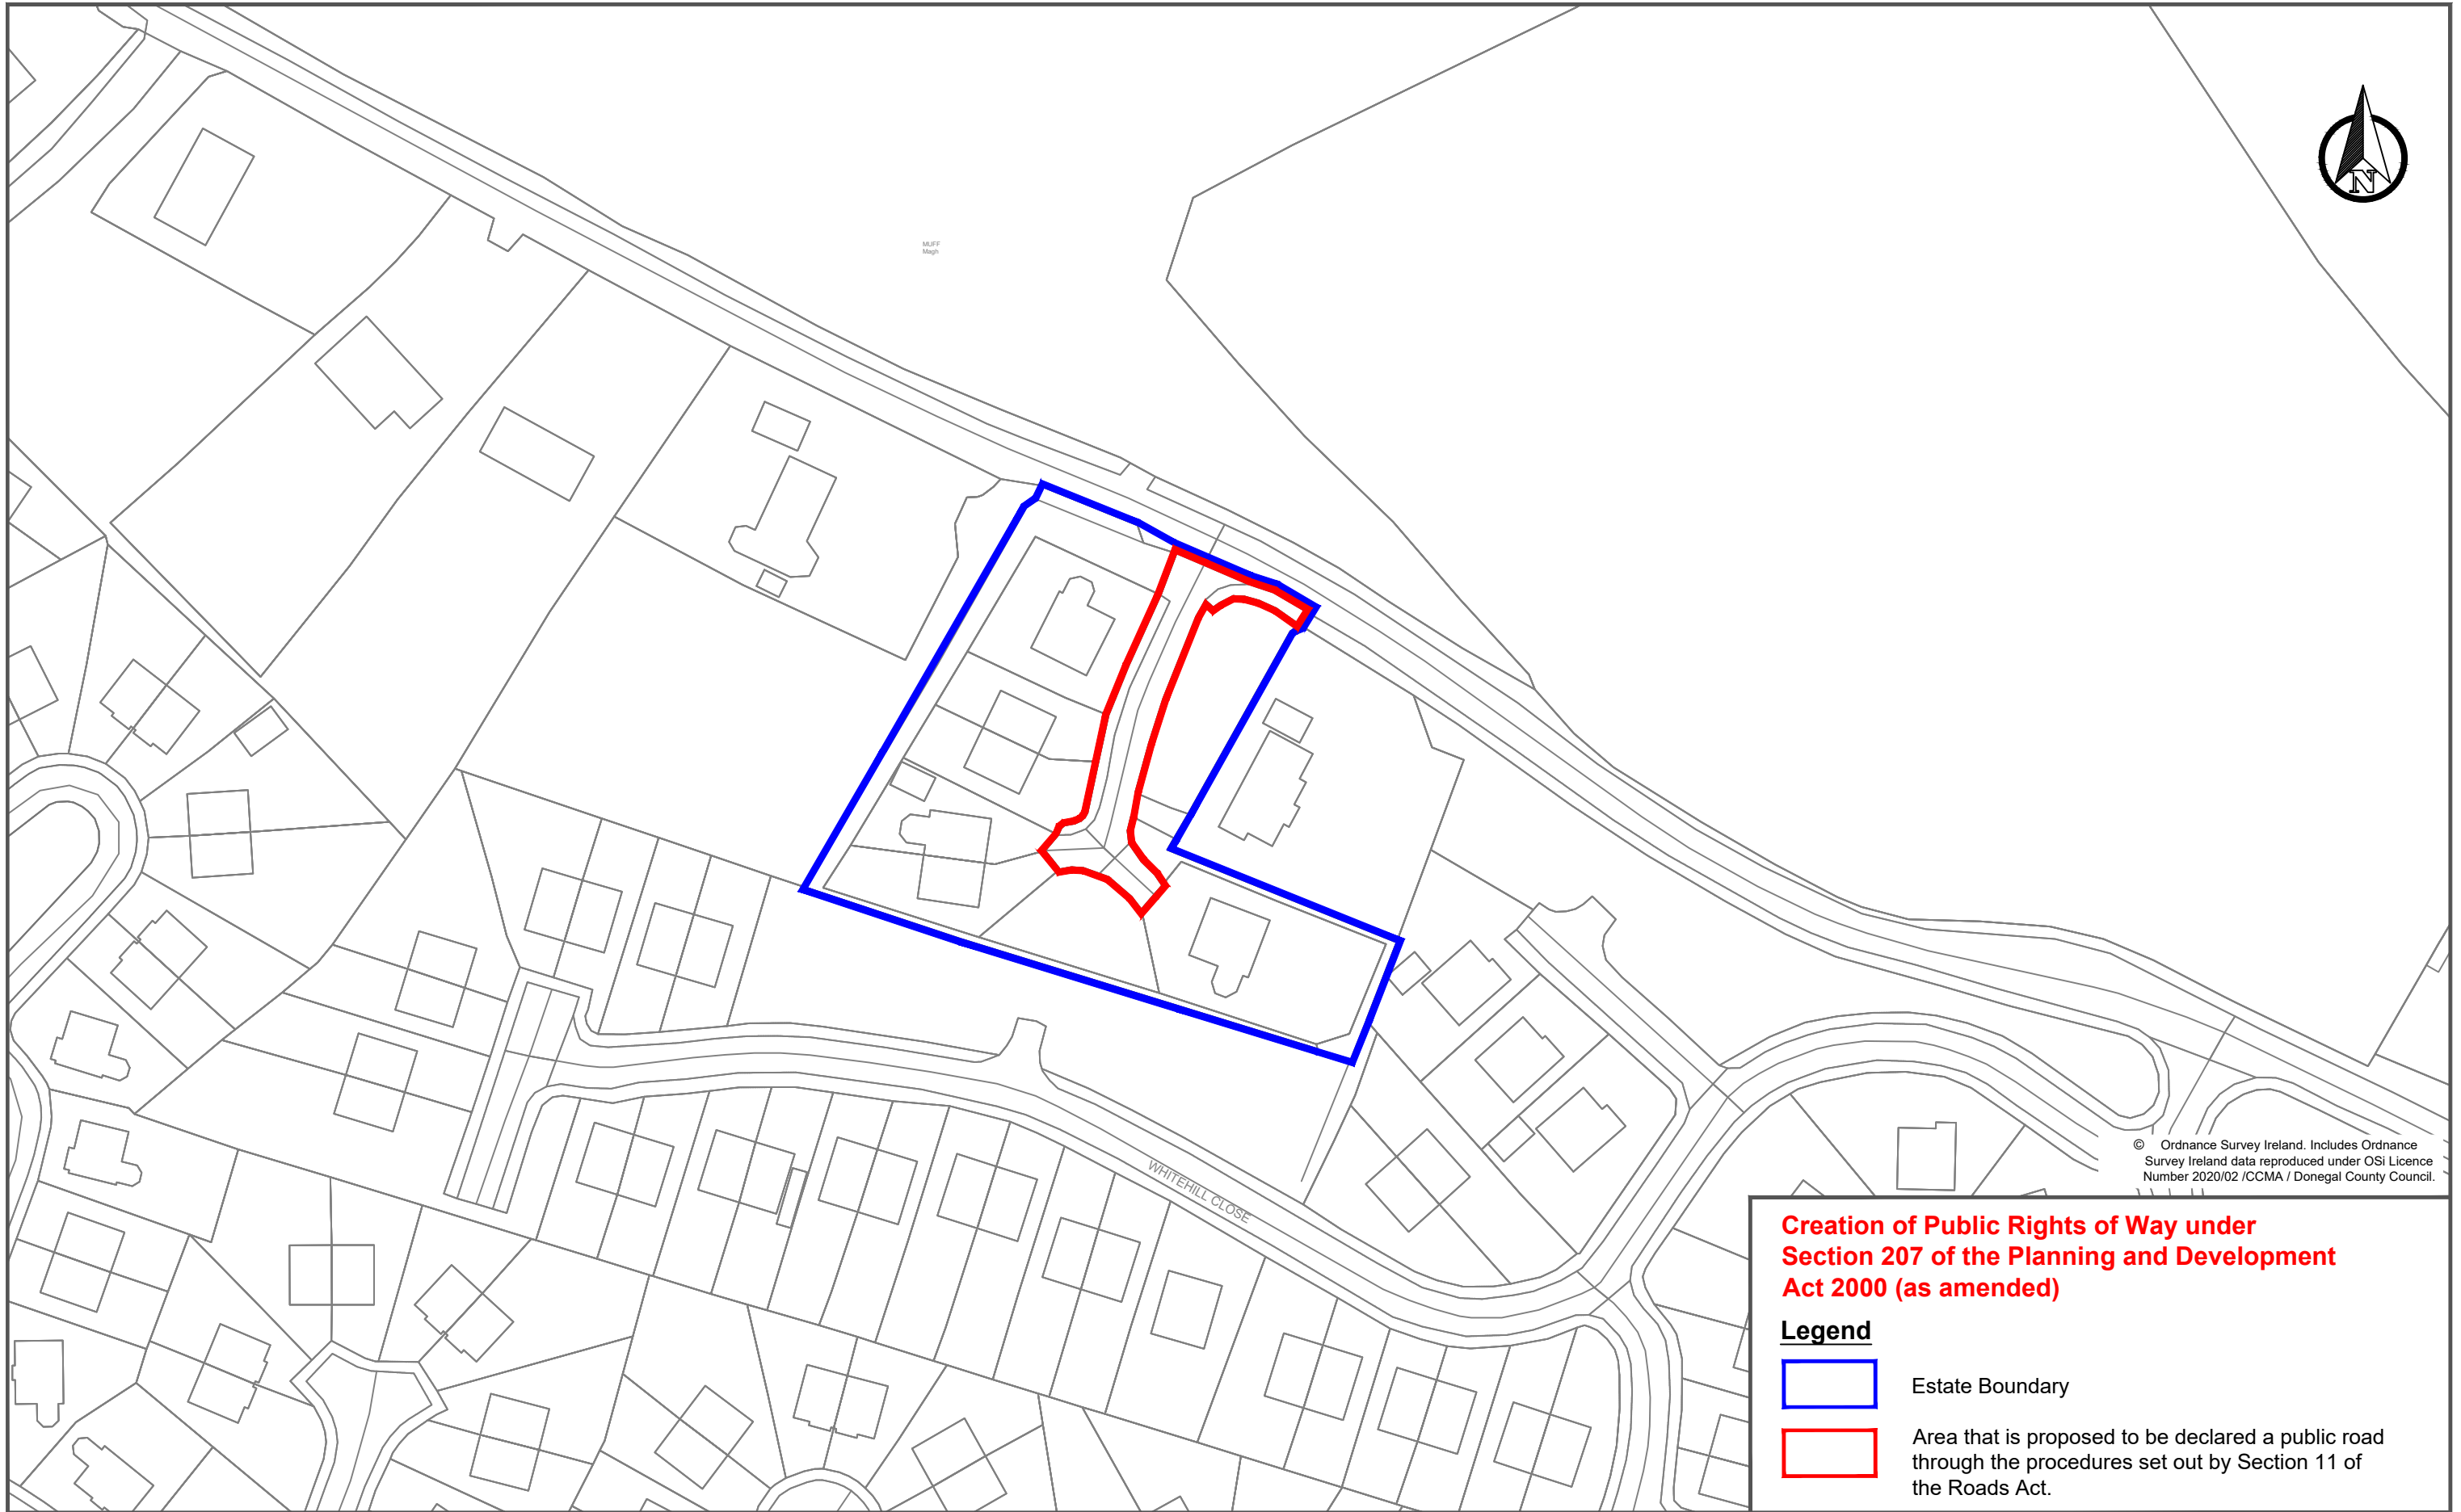 N
MUFF
Magh
WHITEHILL CLOSE
© Ordnance Survey Ireland. Includes Ordnance
Survey Ireland data reproduced under OSi Licence
Number 2020/02 /CCMA / Donegal County Council.
Creation of Public Rights of Way under
Section 207 of the Planning and Development
Act 2000 (as amended)
Legend
Estate Boundary
Area that is proposed to be declared a public road
through the procedures set out by Section 11 of
the Roads Act.